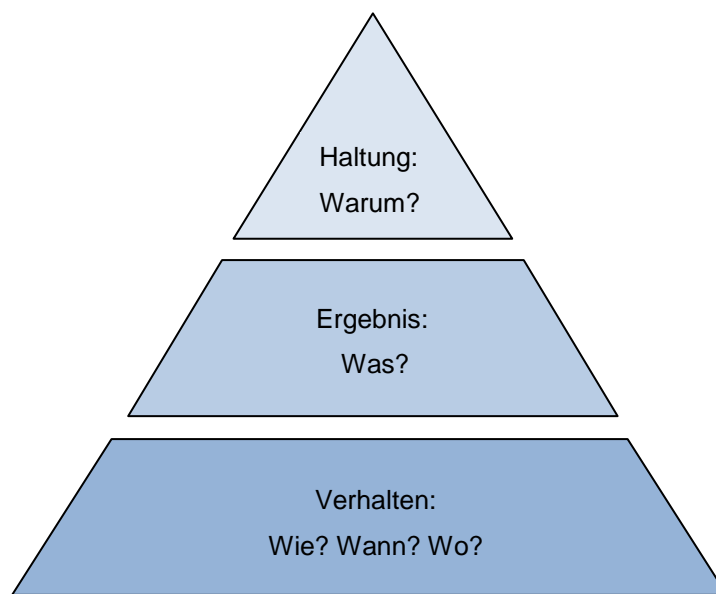 Haltung:
Warum?
Ergebnis:
Was?
Verhalten:
Wie? Wann? Wo?